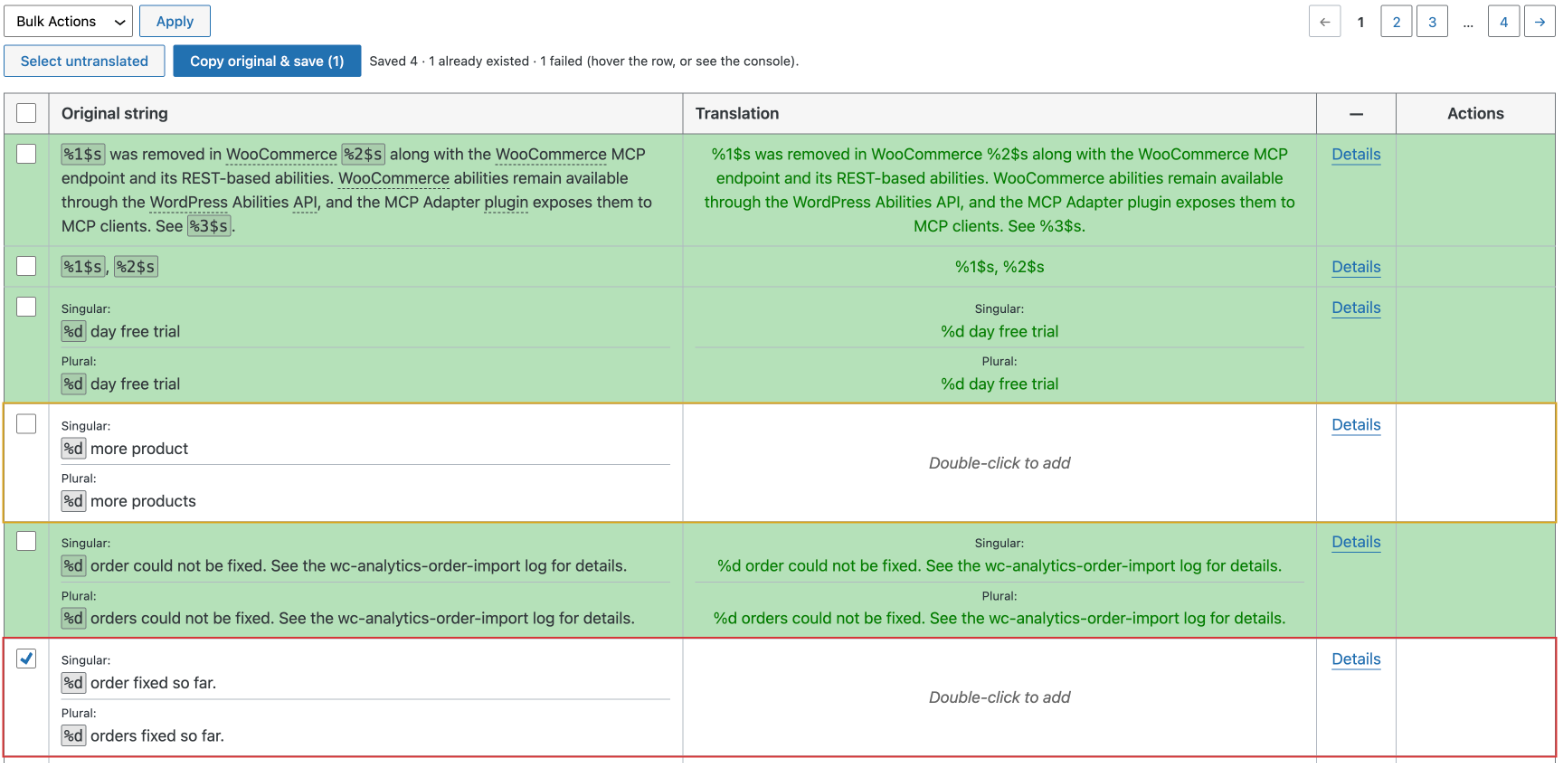 Bulk Actions Apply ← 1 2 3 … 4 →
Select untranslated Copy original & save (1) Saved 4 · 1 already existed · 1 failed (hover the row, or see the console).
Original string Translation — Actions
%1$s was removed in WooCommerce %2$s along with the WooCommerce MCP
endpoint and its REST-based abilities. WooCommerce abilities remain available
through the WordPress Abilities API, and the MCP Adapter plugin exposes them to
MCP clients. See %3$s.
%1$s was removed in WooCommerce %2$s along with the WooCommerce MCP
endpoint and its REST-based abilities. WooCommerce abilities remain available
through the WordPress Abilities API, and the MCP Adapter plugin exposes them to
MCP clients. See %3$s.
Details
%1$s, %2$s
%1$s, %2$s
Details
Singular:
%d day free trial
Plural:
%d day free trial
Singular:
%d day free trial
Plural:
%d day free trial
Details
Singular:
%d more product
Plural:
%d more products
Double-click to add
Details
Singular:
%d order could not be fixed. See the wc-analytics-order-import log for details.
Plural:
%d orders could not be fixed. See the wc-analytics-order-import log for details.
Singular:
%d order could not be fixed. See the wc-analytics-order-import log for details.
Plural:
%d orders could not be fixed. See the wc-analytics-order-import log for details.
Details
Singular:
%d order fixed so far.
Plural:
%d orders fixed so far.
Double-click to add
Details